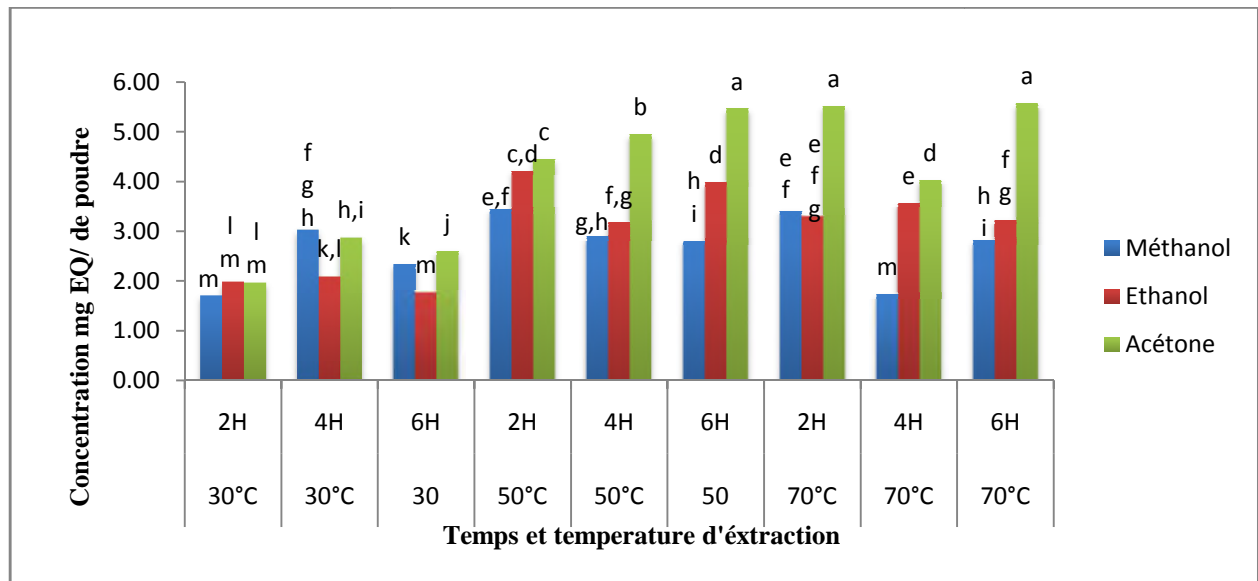 Concentration mg EQ/ de poudre
6.00
5.00
4.00
3.00
2.00
1.00
0.00
m
l
m
l
m
f
g
h
k,l
h,i
k
m
j
e,f
c,d
c
g,h
f,g
b
h
i
d
a
e
f
e
f
g
a
m
e
d
h
i
f
g
a
2H 4H 6H 2H 4H 6H 2H 4H 6H
30°C 30°C 30 50°C 50°C 50 70°C 70°C 70°C
Temps et temperature d'éxtraction
Méthanol
Ethanol
Acétone